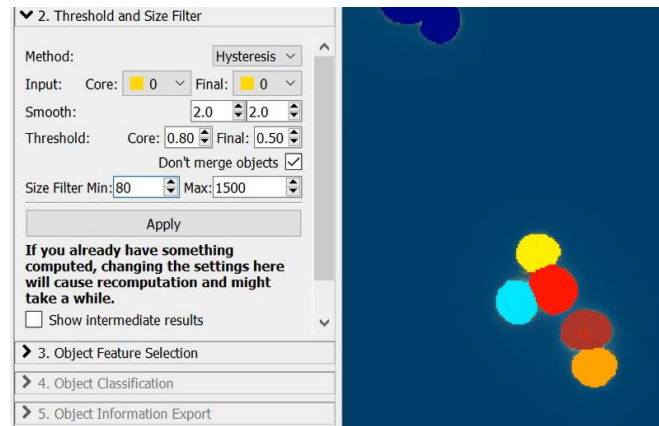 2. Threshold and Size Filter
Method: Hysteresis
Input: Core: 0 Final: 0
Smooth: 2.0 2.0
Threshold: Core: 0.80 Final: 0.50
Don't merge objects
Size Filter Min: 80 Max: 1500
Apply
If you already have something
computed, changing the settings here
will cause recomputation and might
take a while.
Show intermediate results
3. Object Feature Selection
4. Object Classification
5. Object Information Export